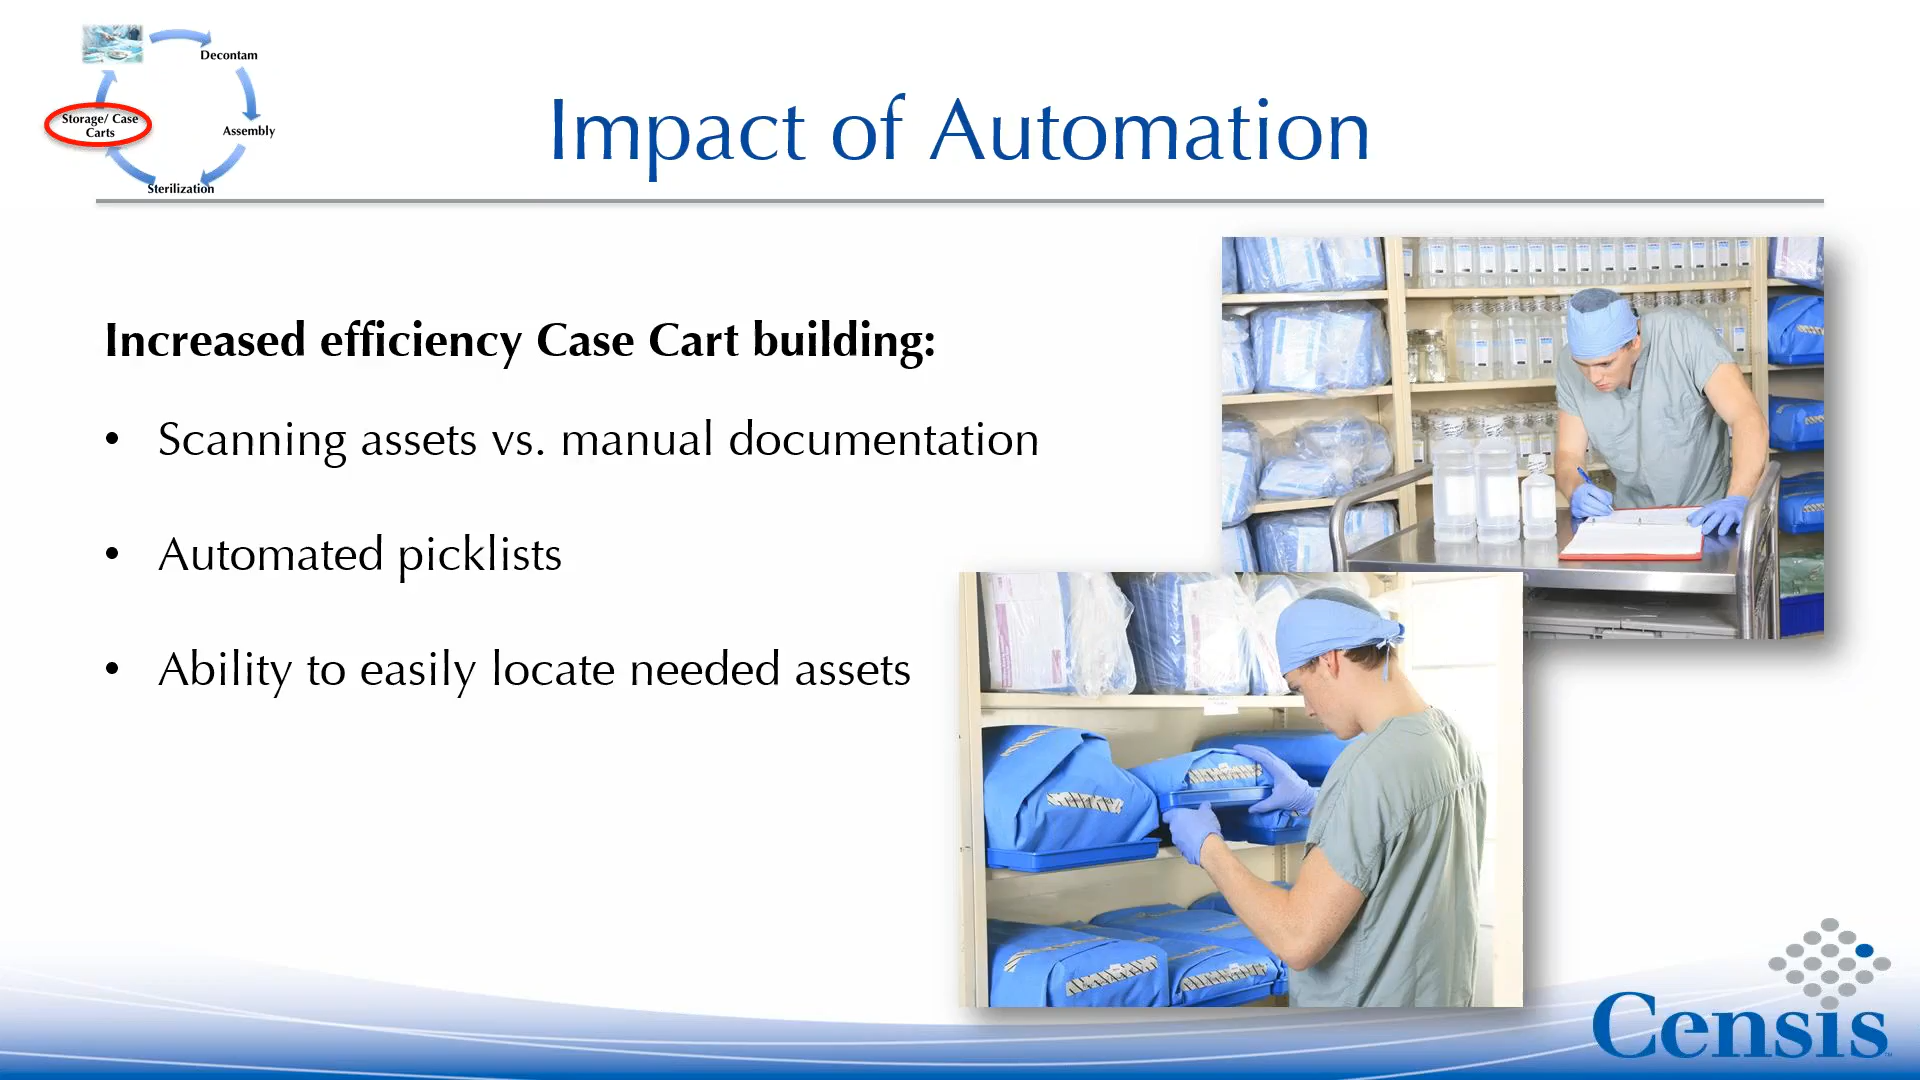 Decontam
Storage/ Case
Carts
Assembly
Sterilization
Impact of Automation
Increased efficiency Case Cart building:
• Scanning assets vs. manual documentation
• Automated picklists
• Ability to easily locate needed assets
Censis